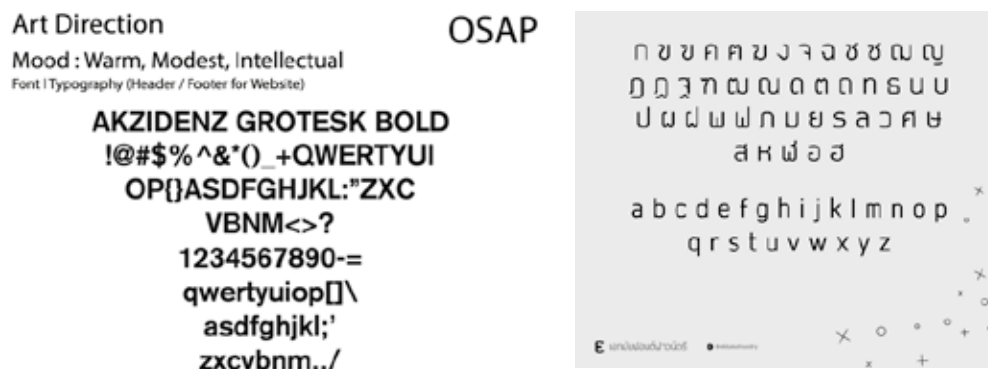 Art Direction
OSAP
Mood : Warm, Modest, Intellectual
Font | Typography (Header / Footer for Website)
AKZIDENZ GROTESK BOLD
!@#$%^&*()_+QWERTYUI
OP{}ASDFGHJKL:”ZXC
VBNM<>?
1234567890-=
qwertyuiop[]\
asdfghjkl;’
zxcvbnm,./
ก ข ฃ ค ฅ ฆ ง จ ฉ ช ซ ฌ ญ
ฎ ฏ ฐ ฑ ฒ ณ ด ต ถ ท ธ น บ
ป ผ ฝ พ ฟ ภ ม ย ร ล ว ศ ษ
ส ห ฬ อ ฮ
a b c d e f g h i j k l m n o p
q r s t u v w x y z